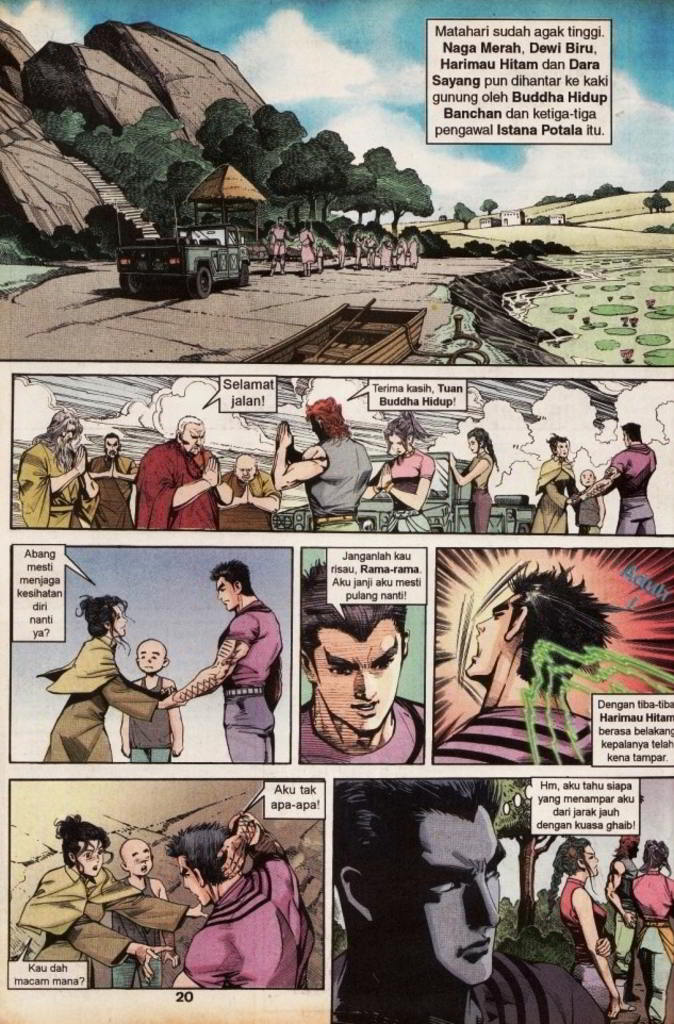 Matahari sudah agak tinggi.
Naga Merah, Dewi Biru,
Harimau Hitam dan Dara
Sayang pun dihantar ke kaki
gunung oleh Buddha Hidup
Banchan dan ketiga-tiga
pengawal Istana Potala itu.
Selamat
jalan!
Terima kasih, Tuan
Buddha Hidup!
Abang
mesti
menjaga
kesihatan
diri
nanti
ya?
Janganlah kau
risau, Rama-rama.
Aku janji aku mesti
pulang nanti!
Aduh
!
Dengan tiba-tiba
Harimau Hitam
berasa belakang
kepalanya telah
kena tampar.
Aku tak
apa-apa!
Kau dah
macam mana?
Hm, aku tahu siapa
yang menampar aku
dari jarak jauh
dengan kuasa ghaib!
20